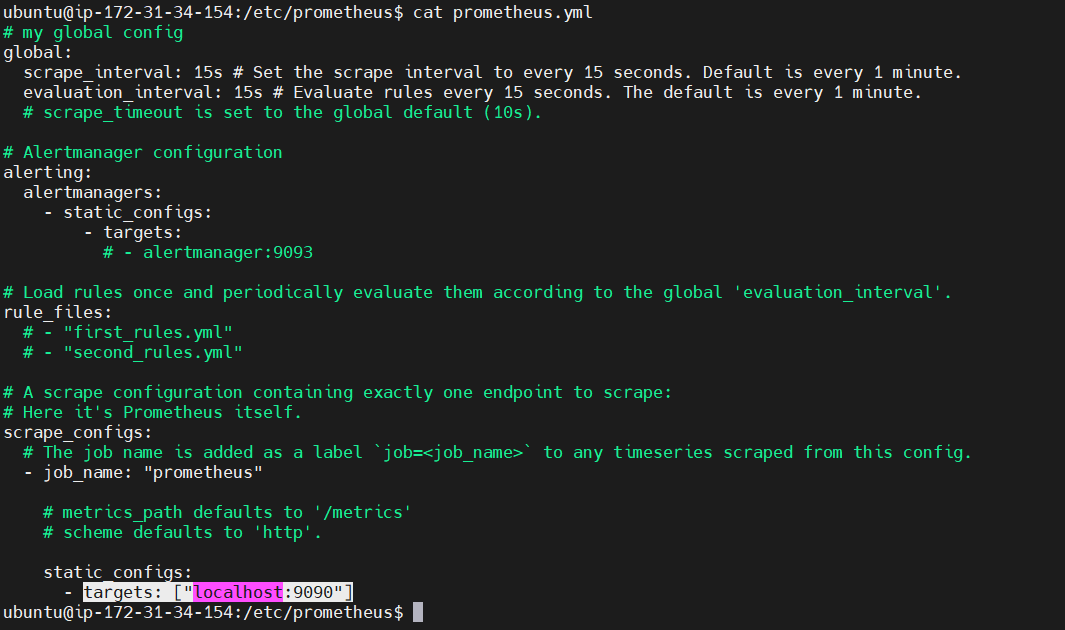 ubuntu@ip-172-31-34-154:/etc/prometheus$ cat prometheus.yml
# my global config
global:
  scrape_interval: 15s # Set the scrape interval to every 15 seconds. Default is every 1 minute.
  evaluation_interval: 15s # Evaluate rules every 15 seconds. The default is every 1 minute.
  # scrape_timeout is set to the global default (10s).

# Alertmanager configuration
alerting:
  alertmanagers:
    - static_configs:
        - targets:
          # - alertmanager:9093

# Load rules once and periodically evaluate them according to the global 'evaluation_interval'.
rule_files:
  # - "first_rules.yml"
  # - "second_rules.yml"

# A scrape configuration containing exactly one endpoint to scrape:
# Here it's Prometheus itself.
scrape_configs:
  # The job name is added as a label `job=<job_name>` to any timeseries scraped from this config.
  - job_name: "prometheus"

    # metrics_path defaults to '/metrics'
    # scheme defaults to 'http'.

    static_configs:
      - targets: ["localhost:9090"]
ubuntu@ip-172-31-34-154:/etc/prometheus$